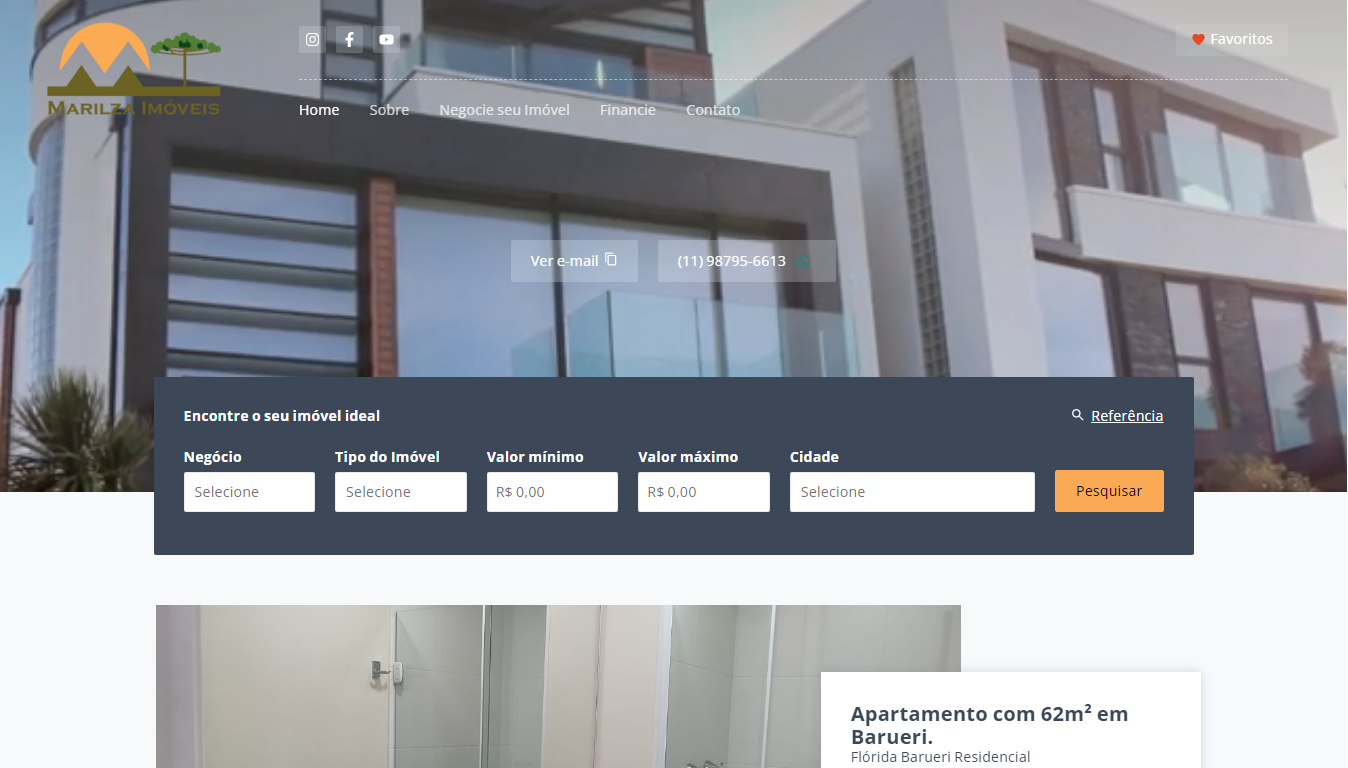 MARILZA IMÓVEIS
Favoritos
Home Sobre Negocie seu Imóvel Financie Contato
Ver e-mail (11) 98795-6613
Encontre o seu imóvel ideal Referência
Negócio Tipo do Imóvel Valor mínimo Valor máximo Cidade
Selecione Selecione R$ 0,00 R$ 0,00 Selecione Pesquisar
Apartamento com 62m² em
Barueri.
Flórida Barueri Residencial